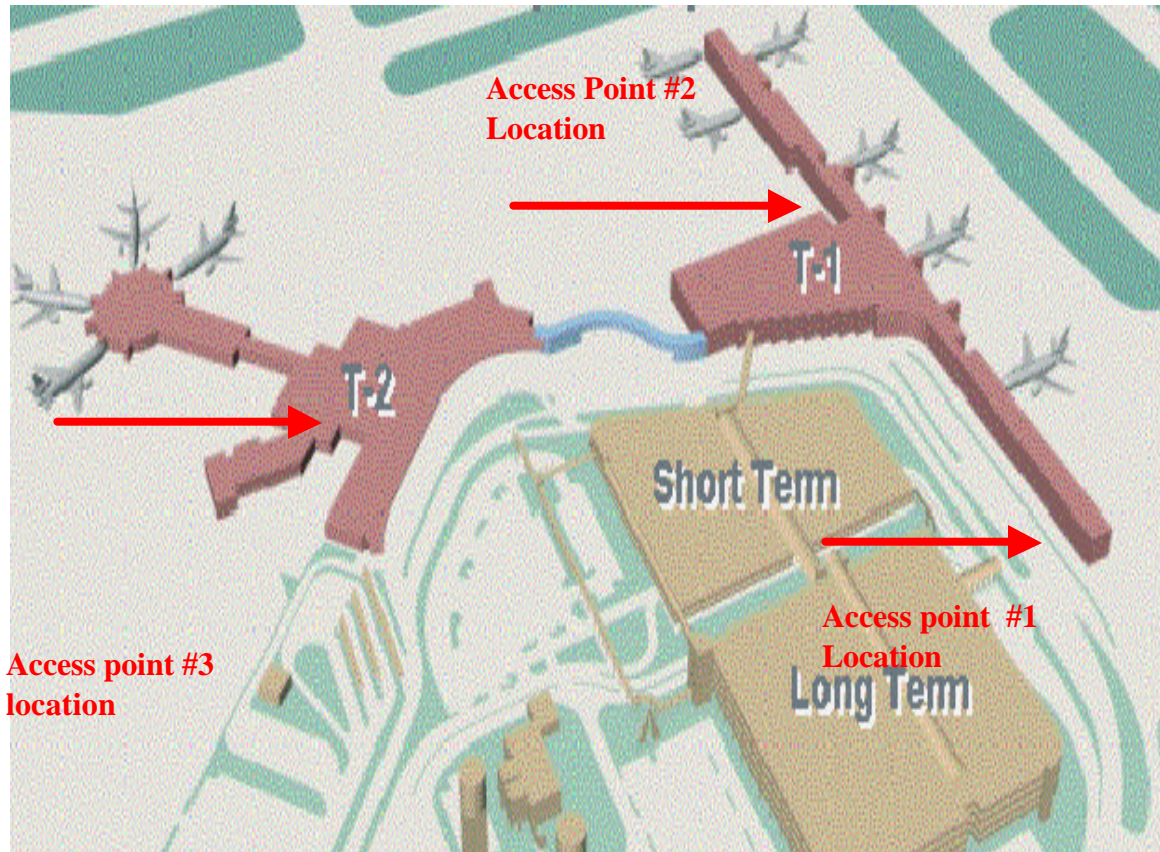 Access Point #2
Location
T-1
T-2
Short Term
Access point #1
Location
Access point #3
location
Long Term